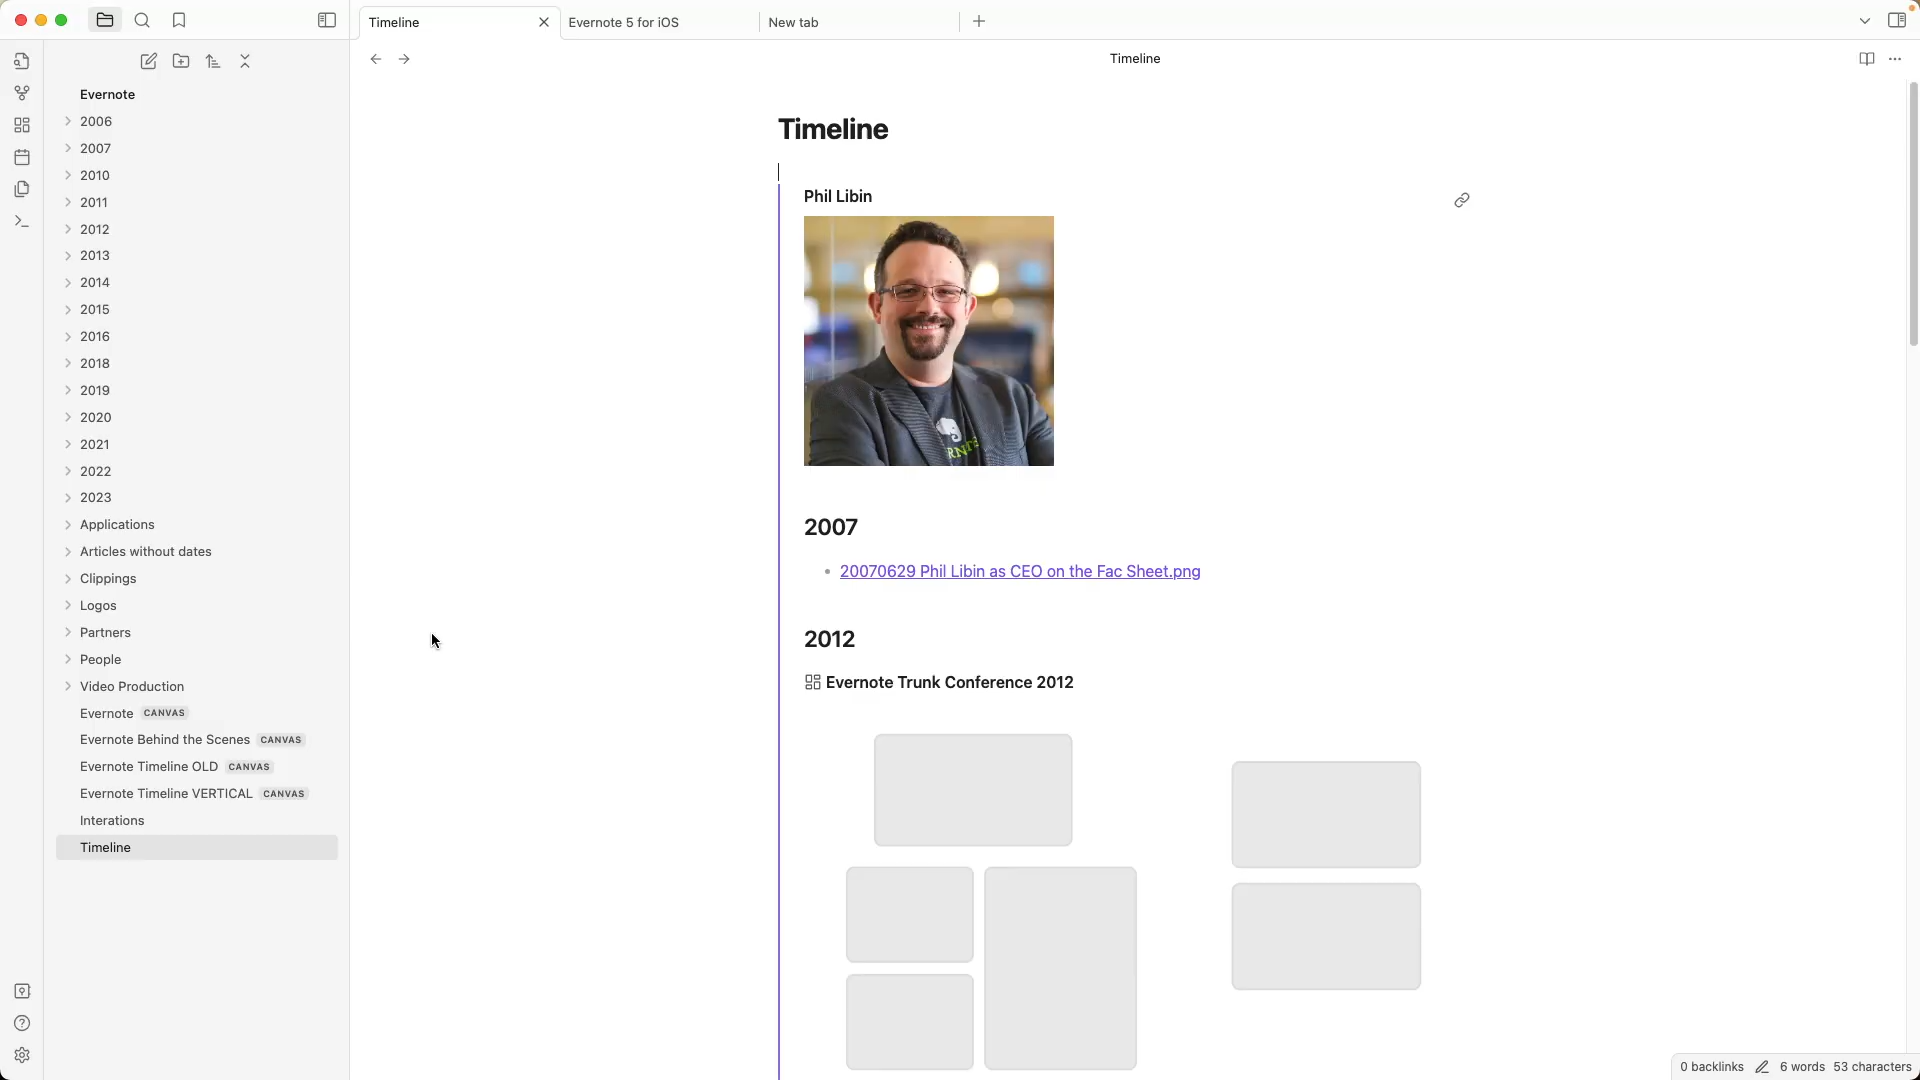 Timeline
Evernote 5 for iOS
New tab
Timeline
Evernote
2006
2007
2010
2011
2012
2013
2014
2015
2016
2018
2019
2020
2021
2022
2023
Applications
Articles without dates
Clippings
Logos
Partners
People
Video Production
Evernote CANVAS
Evernote Behind the Scenes CANVAS
Evernote Timeline OLD CANVAS
Evernote Timeline VERTICAL CANVAS
Interations
Timeline
Timeline
Phil Libin
2007
20070629 Phil Libin as CEO on the Fac Sheet.png
2012
Evernote Trunk Conference 2012
0 backlinks 6 words 53 characters